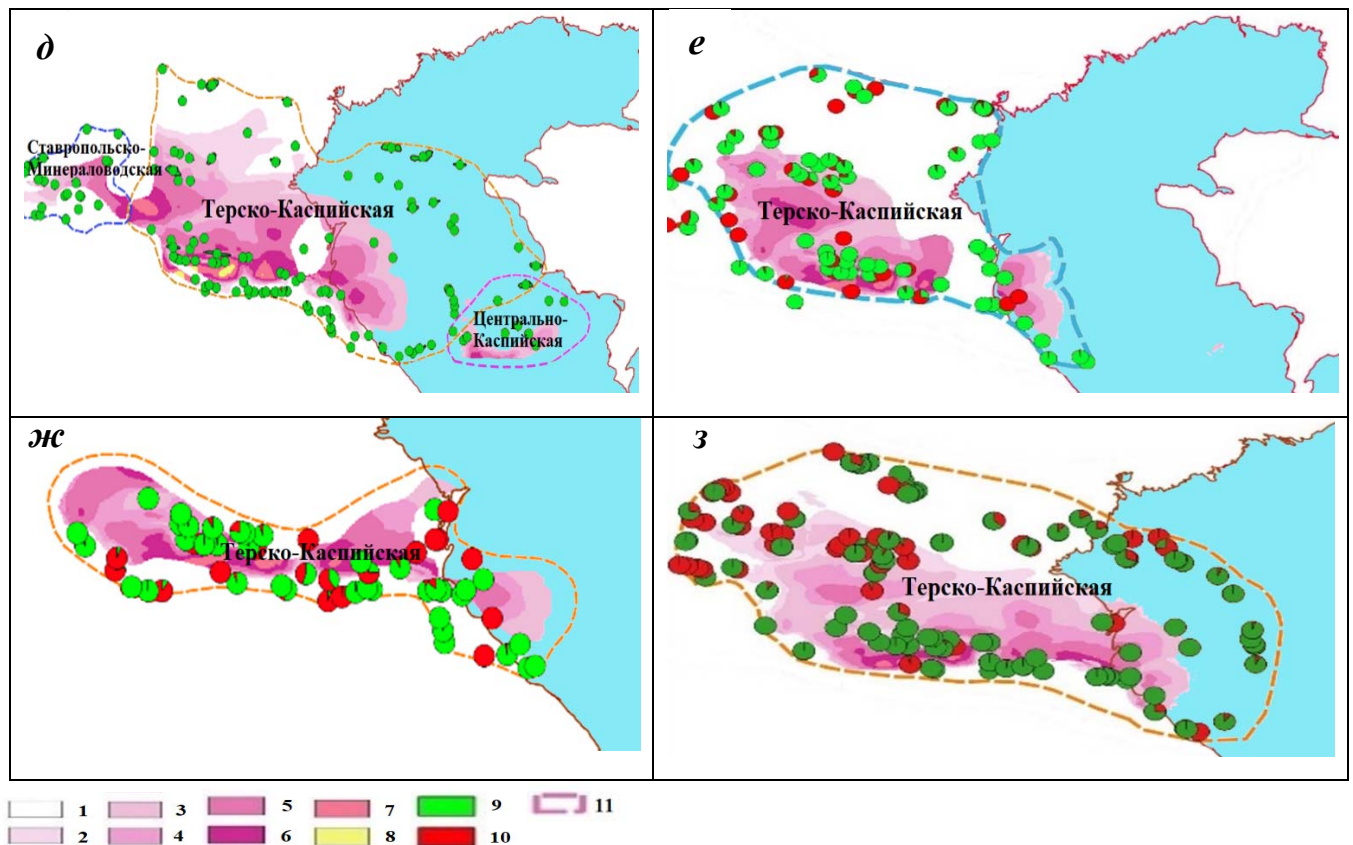 д
Ставропольско-
Минераловодская
Терско-Каспийская
Центрально-
Каспийская
е
Терско-Каспийская
ж
Терско-Каспийская
з
Терско-Каспийская
1 3 5 7 9 11
2 4 6 8 10